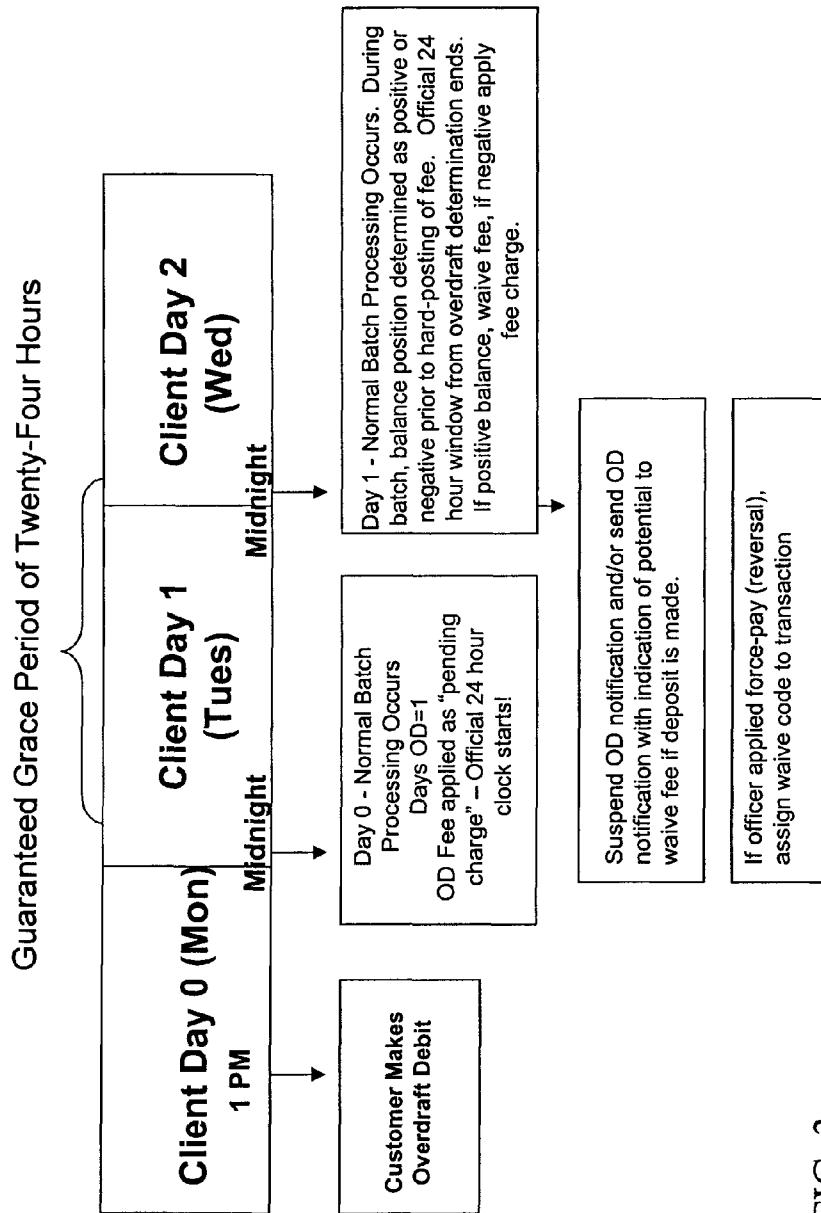 Guaranteed Grace Period of Twenty-Four Hours
Client Day 0 (Mon)
1 PM
Client Day 1
(Tues)
Midnight
Client Day 2
(Wed)
Midnight
Customer Makes
Overdraft Debit
Day 0 - Normal Batch
Processing Occurs
Days OD=1
OD Fee applied as "pending
charge" – Official 24 hour
clock starts!
Day 1 - Normal Batch Processing Occurs. During
batch, balance position determined as positive or
negative prior to hard-posting of fee. Official 24
hour window from overdraft determination ends.
If positive balance, waive fee, if negative apply
fee charge.
Suspend OD notification and/or send OD
notification with indication of potential to
waive fee if deposit is made.
If officer applied force-pay (reversal),
assign waive code to transaction